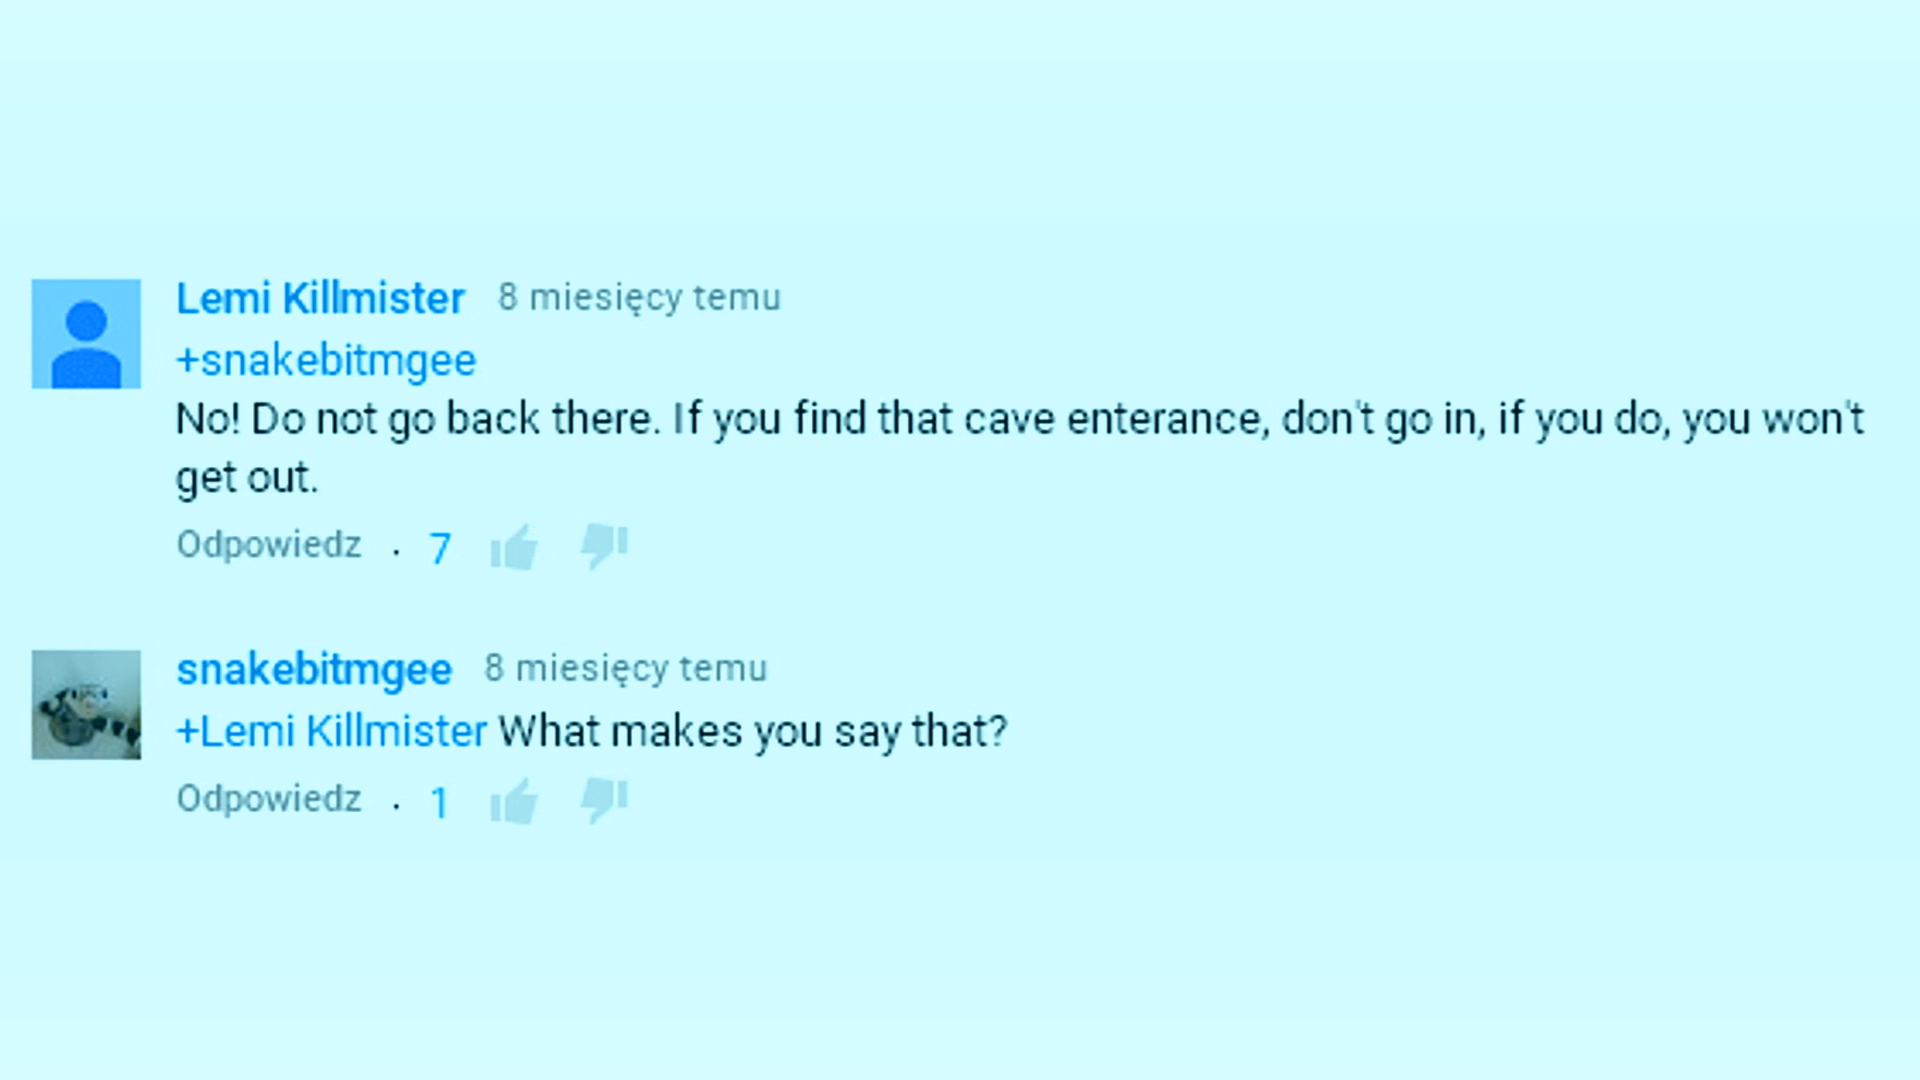 Lemi Killmister 8 miesięcy temu
+snakebitmgee
No! Do not go back there. If you find that cave enterance, don't go in, if you do, you won't
get out.
Odpowiedz . 7
snakebitmgee 8 miesięcy temu
+Lemi Killmister What makes you say that?
Odpowiedz . 1